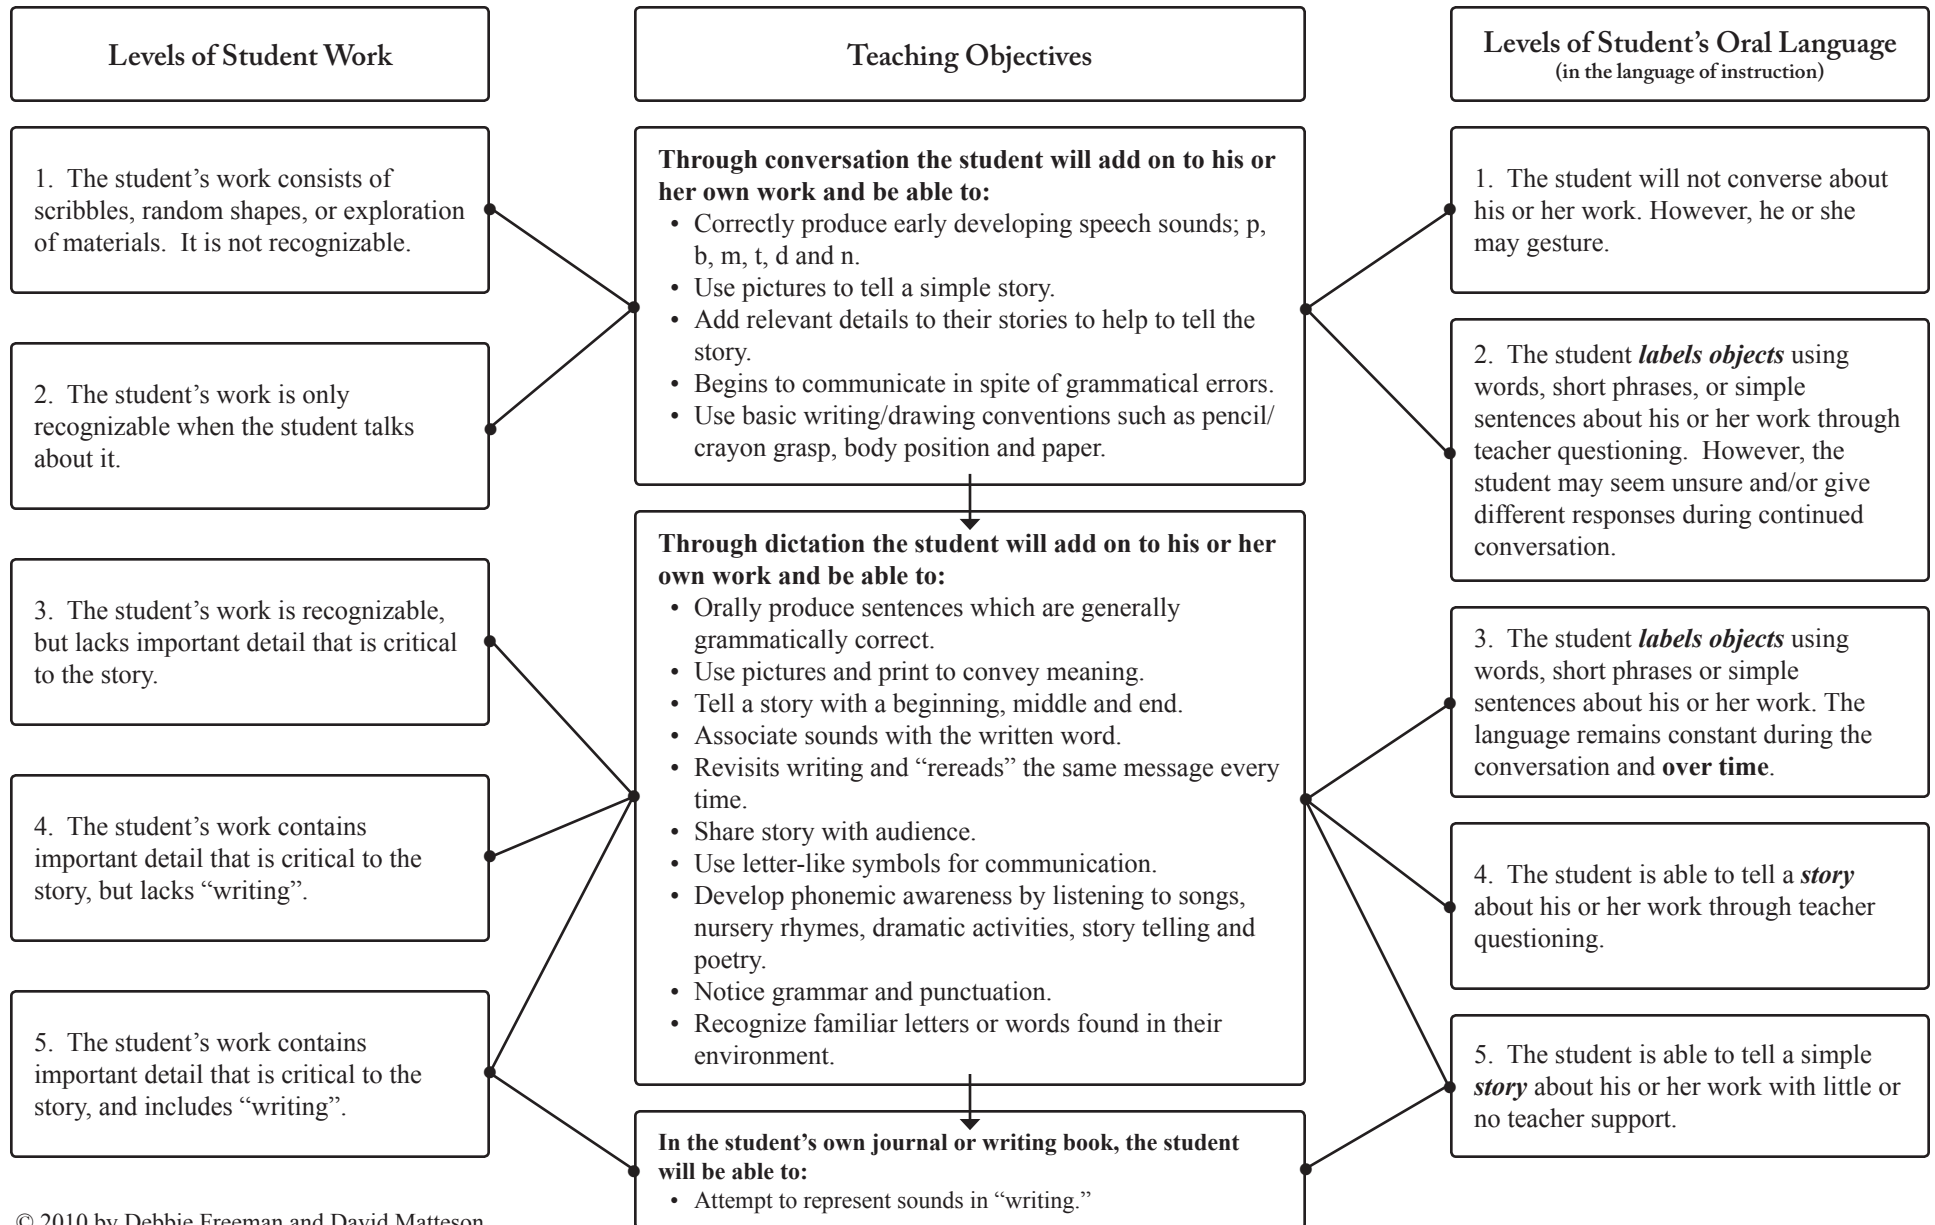 Levels of Student Work
Teaching Objectives
Levels of Student's Oral Language
(in the language of instruction)
1. The student's work consists of
scribbles, random shapes, or exploration
of materials. It is not recognizable.
2. The student's work is only
recognizable when the student talks
about it.
3. The student's work is recognizable,
but lacks important detail that is critical
to the story.
4. The student's work contains
important detail that is critical to the
story, but lacks “writing”.
5. The student's work contains
important detail that is critical to the
story, and includes “writing”.
Through conversation the student will add on to his or
her own work and be able to:
• Correctly produce early developing speech sounds; p,
b, m, t, d and n.
• Use pictures to tell a simple story.
• Add relevant details to their stories to help to tell the
story.
• Begins to communicate in spite of grammatical errors.
• Use basic writing/drawing conventions such as pencil/
crayon grasp, body position and paper.
Through dictation the student will add on to his or her
own work and be able to:
• Orally produce sentences which are generally
grammatically correct.
• Use pictures and print to convey meaning.
• Tell a story with a beginning, middle and end.
• Associate sounds with the written word.
• Revisits writing and “rereads” the same message every
time.
• Share story with audience.
• Use letter-like symbols for communication.
• Develop phonemic awareness by listening to songs,
nursery rhymes, dramatic activities, story telling and
poetry.
• Notice grammar and punctuation.
• Recognize familiar letters or words found in their
environment.
In the student's own journal or writing book, the student
will be able to:
• Attempt to represent sounds in “writing.”
1. The student will not converse about
his or her work. However, he or she
may gesture.
2. The student labels objects using
words, short phrases, or simple
sentences about his or her work through
teacher questioning. However, the
student may seem unsure and/or give
different responses during continued
conversation.
3. The student labels objects using
words, short phrases or simple
sentences about his or her work. The
language remains constant during the
conversation and over time.
4. The student is able to tell a story
about his or her work through teacher
questioning.
5. The student is able to tell a simple
story about his or her work with little or
no teacher support.
© 2010 by Debbie Freeman and David Matteson